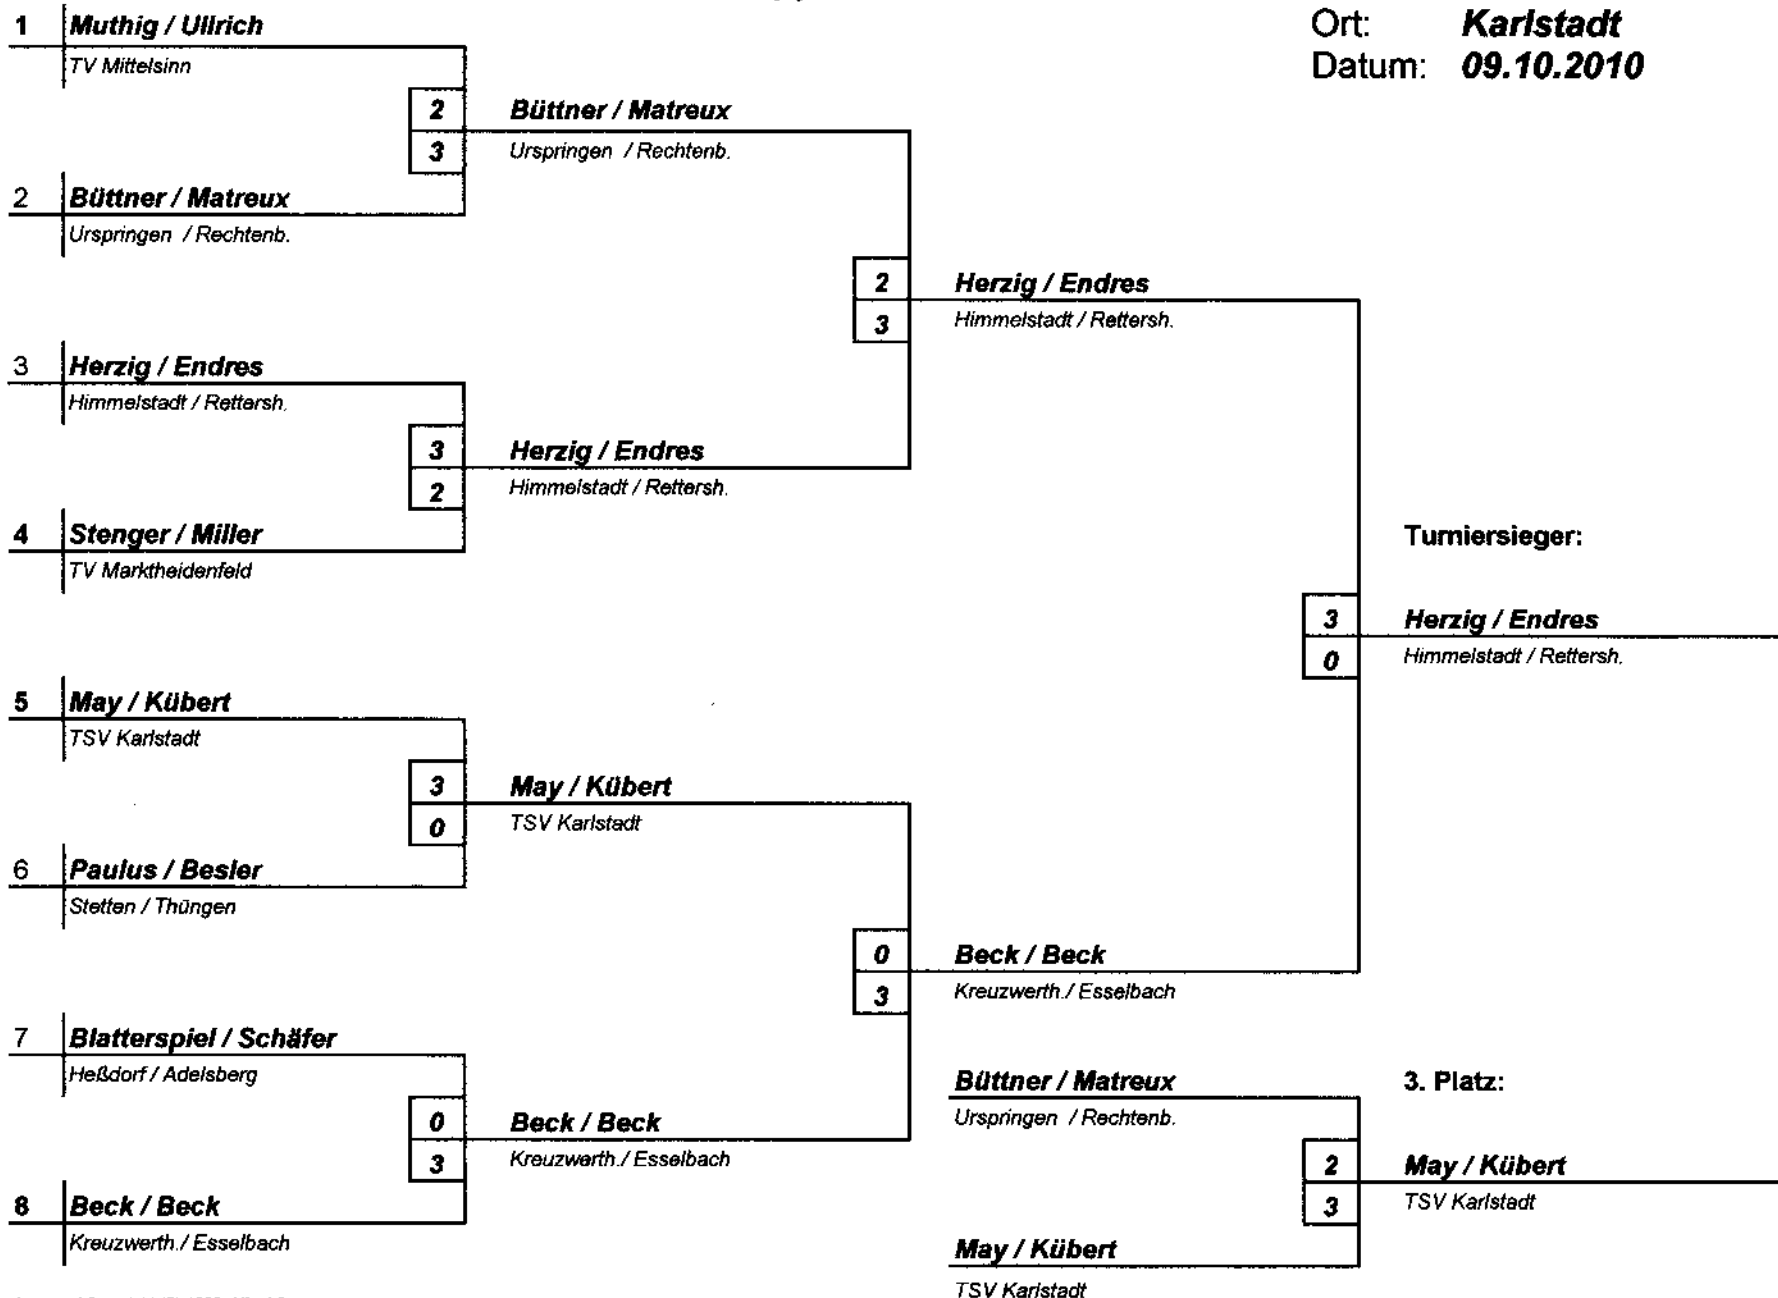 Ort: Karlstadt
Datum: 09.10.2010
1 Muthig / Ullrich
TV Mittelsinn
2
3
Büttner / Matreux
Urspringen / Rechtenb.
2 Büttner / Matreux
Urspringen / Rechtenb.
2
3
Herzig / Endres
Himmelstadt / Rettersh.
3 Herzig / Endres
Himmelstadt / Rettersh.
3
2
Herzig / Endres
Himmelstadt / Rettersh.
4 Stenger / Miller
TV Marktheidenfeld
Turniersieger:
3
0
Herzig / Endres
Himmelstadt / Rettersh.
5 May / Kübert
TSV Karlstadt
3
0
May / Kübert
TSV Karlstadt
6 Paulus / Besler
Stetten / Thüngen
0
3
Beck / Beck
Kreuzwerth./ Esselbach
7 Blatterspiel / Schäfer
Heßdorf / Adelsberg
0
3
Beck / Beck
Kreuzwerth./ Esselbach
8 Beck / Beck
Kreuzwerth./ Esselbach
Büttner / Matreux
Urspringen / Rechtenb.
3. Platz:
2
3
May / Kübert
TSV Karlstadt
May / Kübert
TSV Karlstadt